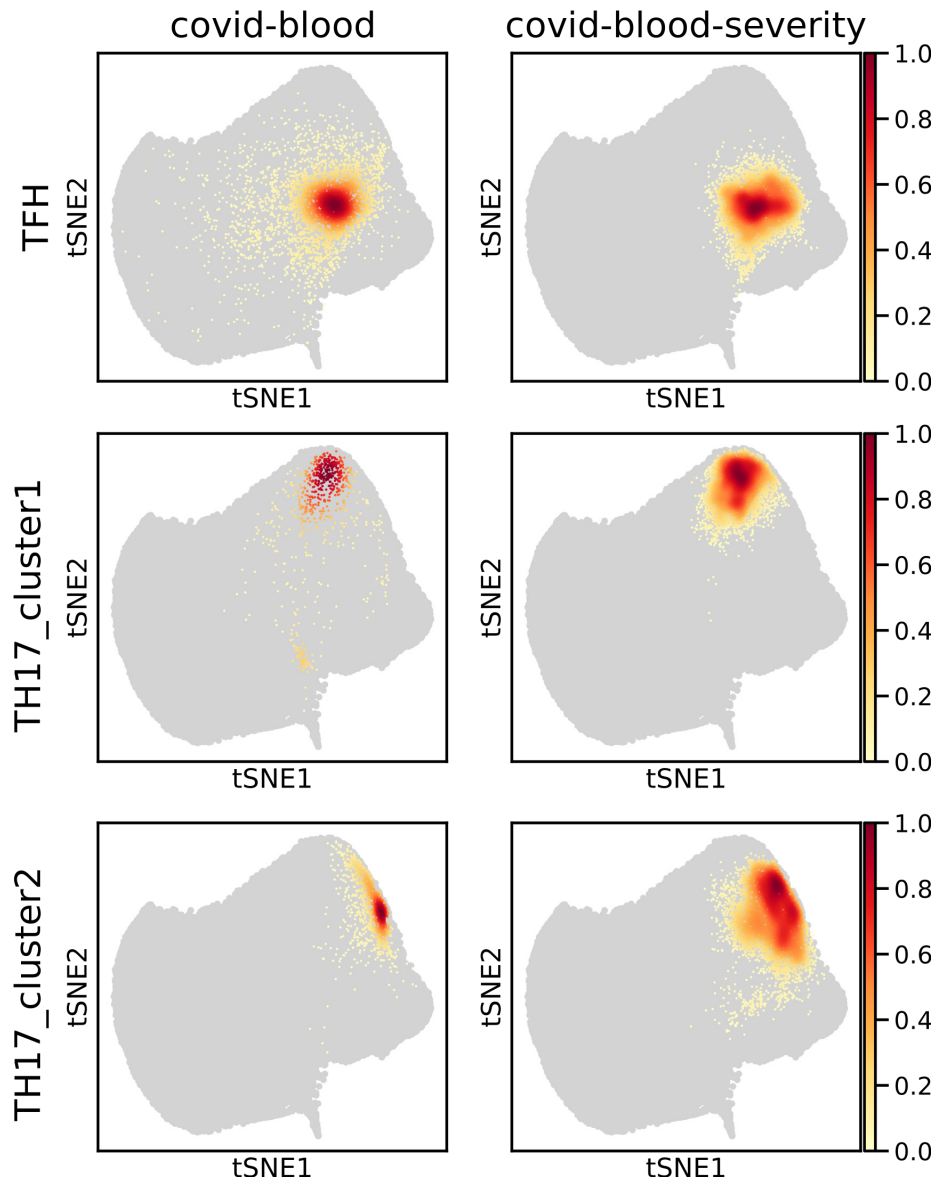 covid-blood covid-blood-severity
TFH
tSNE2
tSNE1
tSNE2
tSNE1
1.0
0.8
0.6
0.4
0.2
0.0
TH17_cluster1
tSNE2
tSNE1
tSNE2
tSNE1
1.0
0.8
0.6
0.4
0.2
0.0
TH17_cluster2
tSNE2
tSNE1
tSNE2
tSNE1
1.0
0.8
0.6
0.4
0.2
0.0